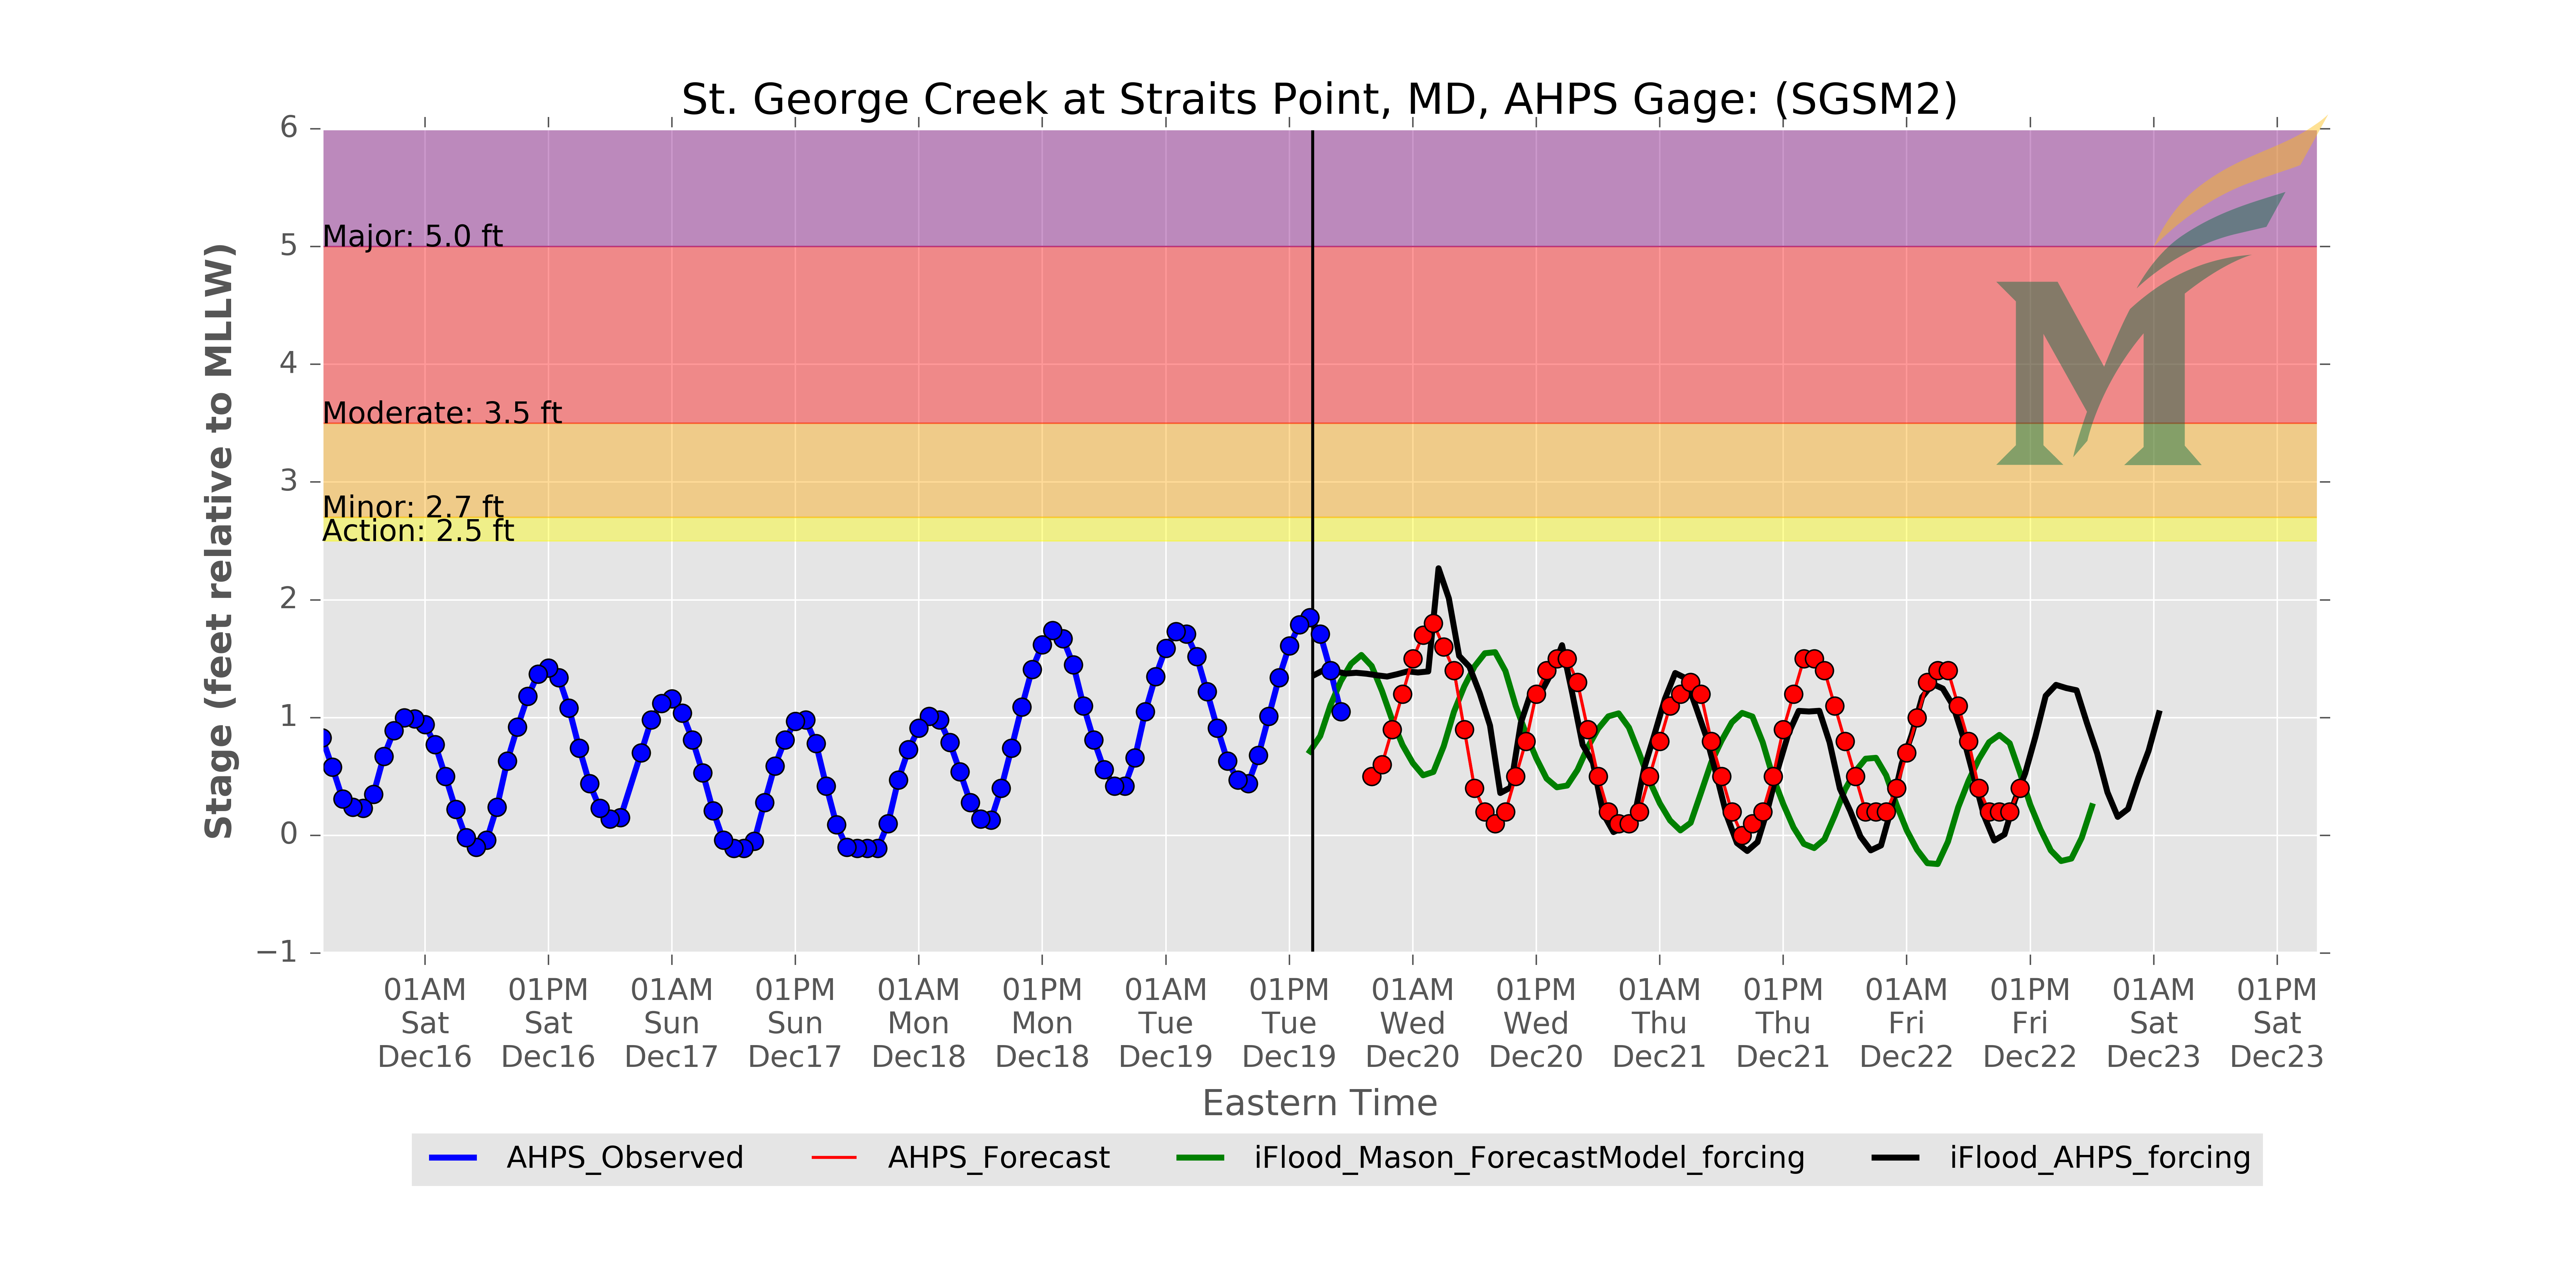 St. George Creek at Straits Point, MD, AHPS Gage: (SGSM2)
Stage (feet relative to MLLW)
6
5
4
3
2
1
0
−1
Major: 5.0 ft
Moderate: 3.5 ft
Minor: 2.7 ft
Action: 2.5 ft
M
01AM 01PM 01AM 01PM 01AM 01PM 01AM 01PM 01AM 01PM 01AM 01PM 01AM 01PM 01AM 01PM
Sat Sat Sun Sun Mon Mon Tue Tue Wed Wed Thu Thu Fri Fri Sat Sat
Dec16 Dec16 Dec17 Dec17 Dec18 Dec18 Dec19 Dec19 Dec20 Dec20 Dec21 Dec21 Dec22 Dec22 Dec23 Dec23
Eastern Time
AHPS_Observed AHPS_Forecast iFlood_Mason_ForecastModel_forcing iFlood_AHPS_forcing